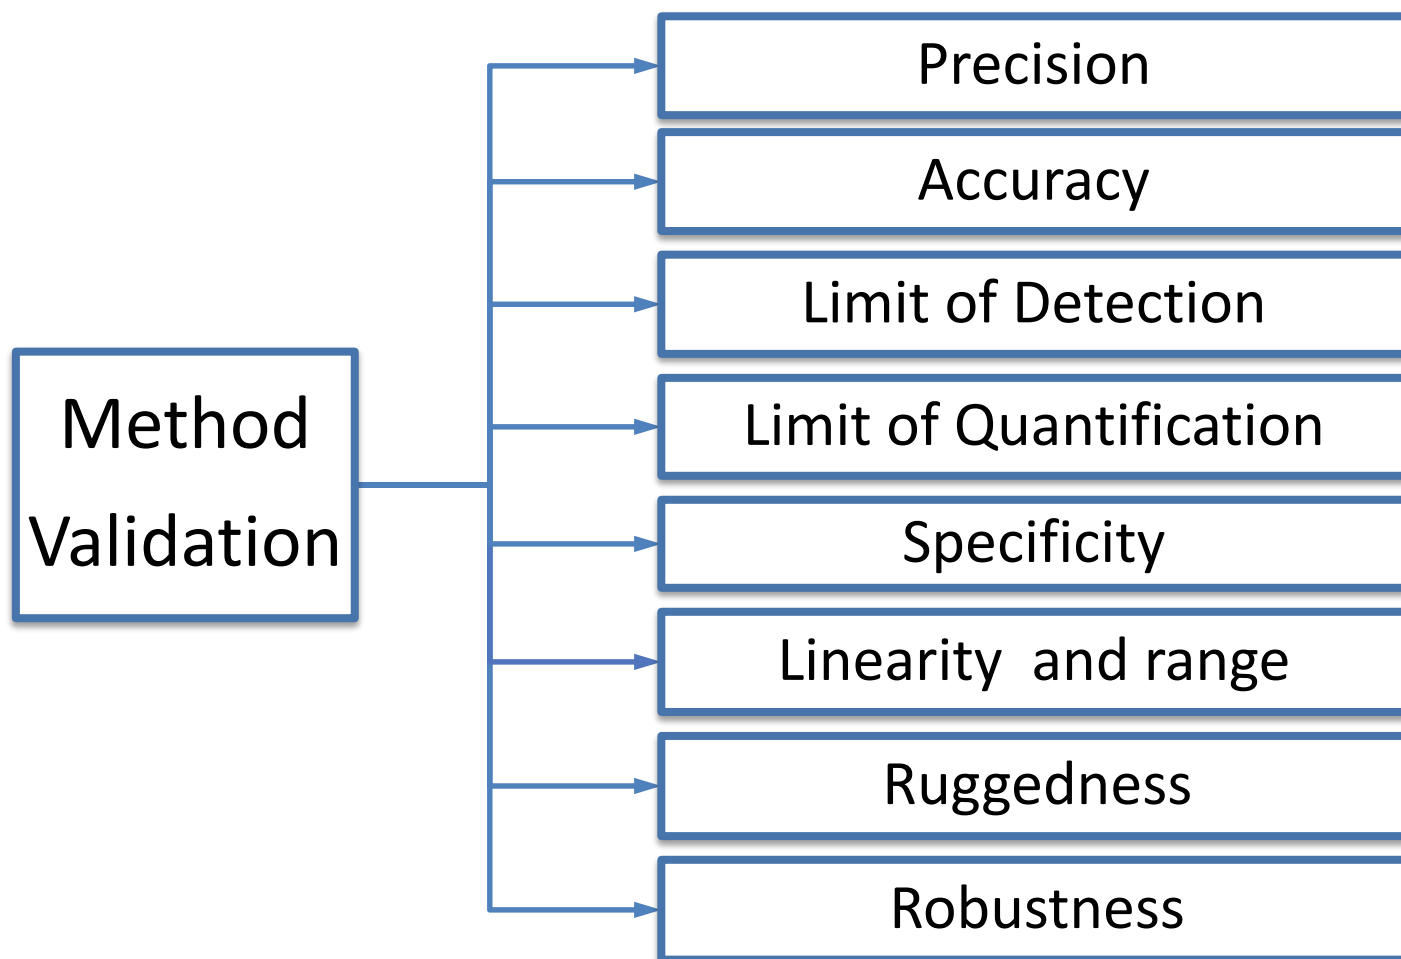 Method
Validation
Precision
Accuracy
Limit of Detection
Limit of Quantification
Specificity
Linearity  and range
Ruggedness
Robustness